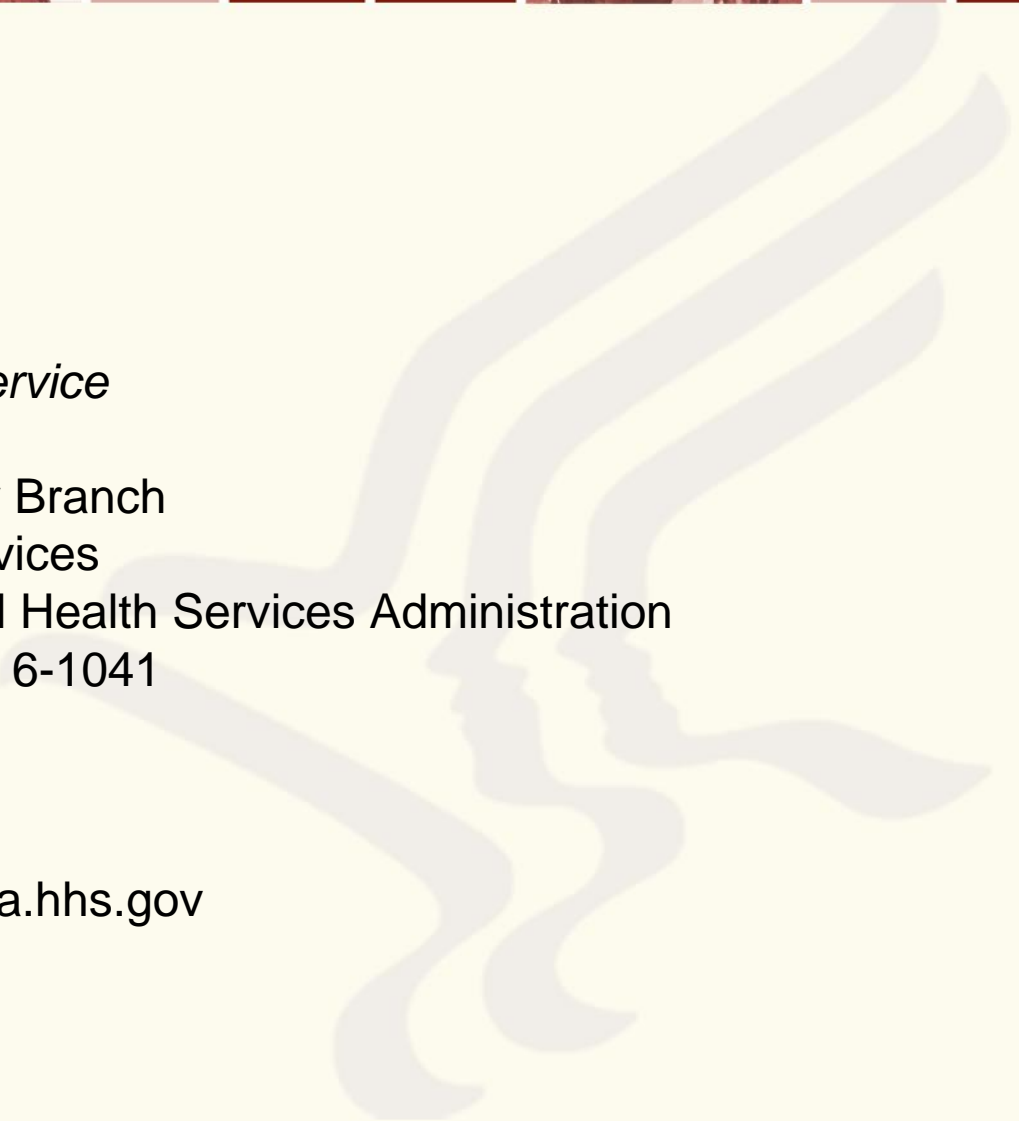 ervice
Branch
vices
Health Services Administration
6-1041
a.hhs.gov